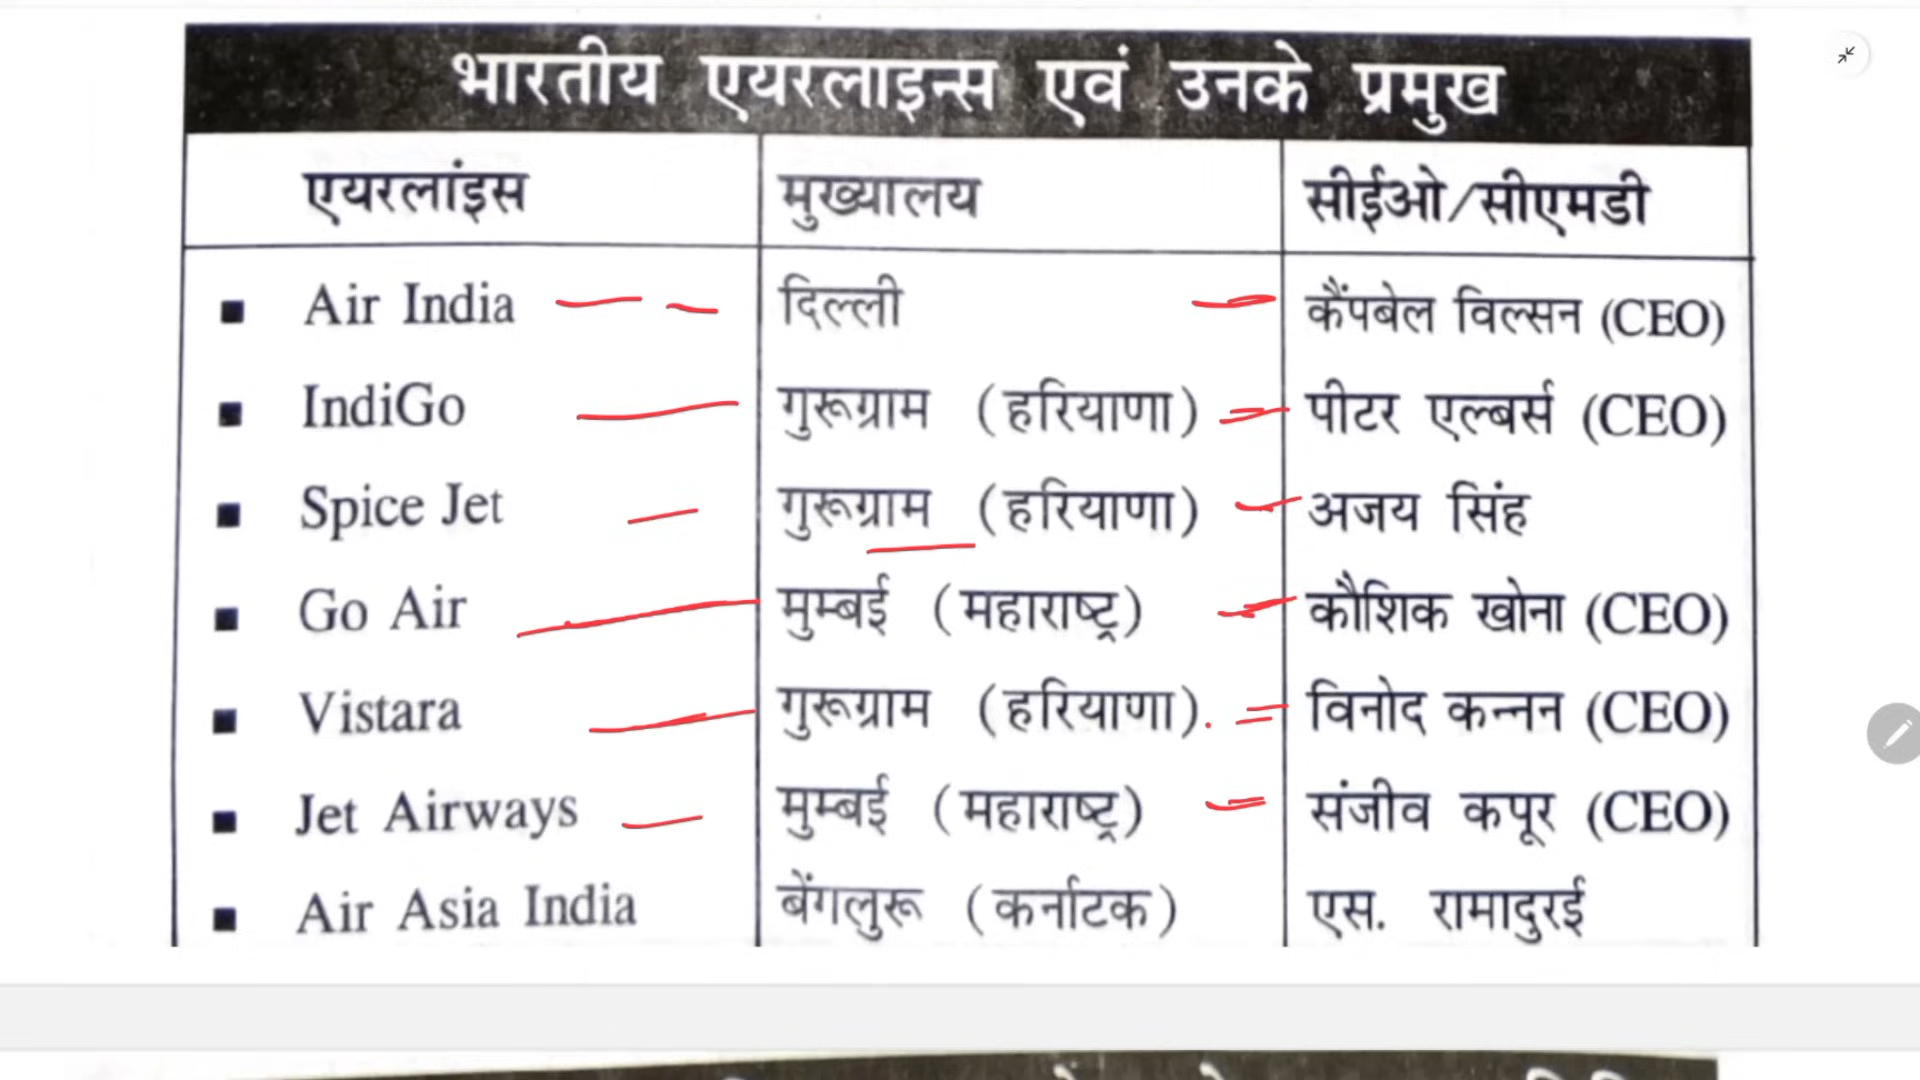 भारतीय एयरलाइन्स एवं उनके प्रमुख
एयरलांइस मुख्यालय सीईओ/सीएमडी
Air India दिल्ली कैंपबेल विल्सन (CEO)
IndiGo गुरूग्राम (हरियाणा) पीटर एल्बर्स (CEO)
Spice Jet गुरूग्राम (हरियाणा) अजय सिंह
Go Air मुम्बई (महाराष्ट्र) कौशिक खोना (CEO)
Vistara गुरूग्राम (हरियाणा). विनोद कन्नन (CEO)
Jet Airways मुम्बई (महाराष्ट्र) संजीव कपूर (CEO)
Air Asia India बेंगलुरू (कर्नाटक) एस. रामादुरई